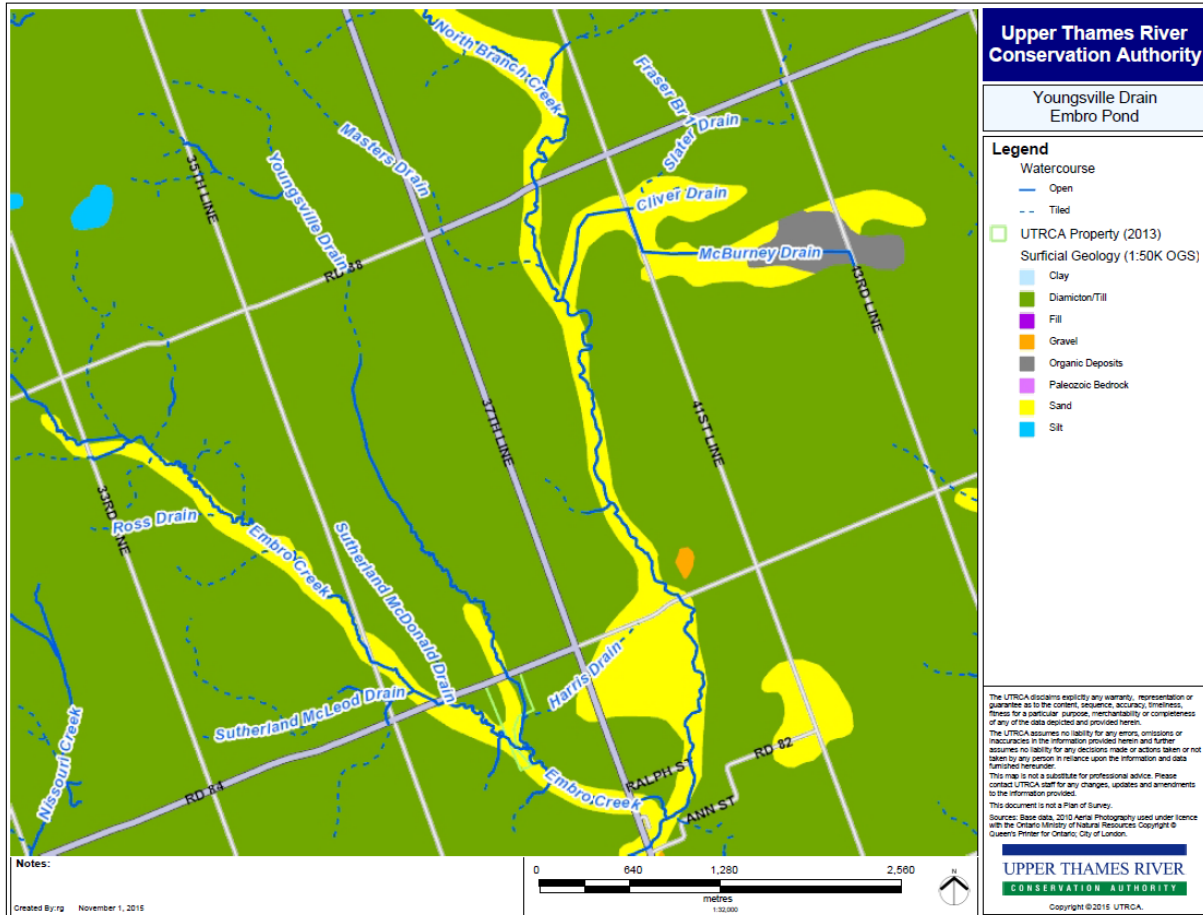 North Branch Creek
Fraser Br 1
Slater Drain
Masters Drain
35TH LINE
Youngsville Drain
Cliver Drain
McBurney Drain
43RD LINE
RD 88
37TH LINE
41ST LINE
33RD LINE
Ross Drain
Embro Creek
Sutherland McDonald Drain
Harris Drain
Sutherland McLeod Drain
Nissouri Creek
RD 84
Embro Creek
RALPH ST
RD 82
ANN ST
Upper Thames River
Conservation Authority
Youngsville Drain
Embro Pond
Legend
Watercourse
Open
Tiled
UTRCA Property (2013)
Surficial Geology (1:50K OGS)
Clay
Diamicton/Till
Fill
Gravel
Organic Deposits
Paleozoic Bedrock
Sand
Silt
The UTRCA disclaims explicitly any warranty, representation or
guarantee as to the content, sequence, accuracy, timeliness,
fitness for a particular purpose, merchantability or completeness
of any of the data depicted and provided herein.
The UTRCA assumes no liability for any errors, omissions or
inaccuracies in the information provided herein and further
assumes no liability for any decisions made or actions taken or not
taken by any person in reliance upon the information and data
furnished hereunder.
This map is not a substitute for professional advice. Please
contact UTRCA staff for any changes, updates and amendments
to the information provided.
This document is not a Plan of Survey.
Sources: Base data, 2010 Aerial Photography used under licence
with the Ontario Ministry of Natural Resources Copyright ©
Queen's Printer for Ontario; City of London.
UPPER THAMES RIVER
CONSERVATION AUTHORITY
Copyright © 2015 UTRCA.
Notes:
Created By:rg November 1, 2015
0 640 1,280 2,560
metres
1:32,000
N